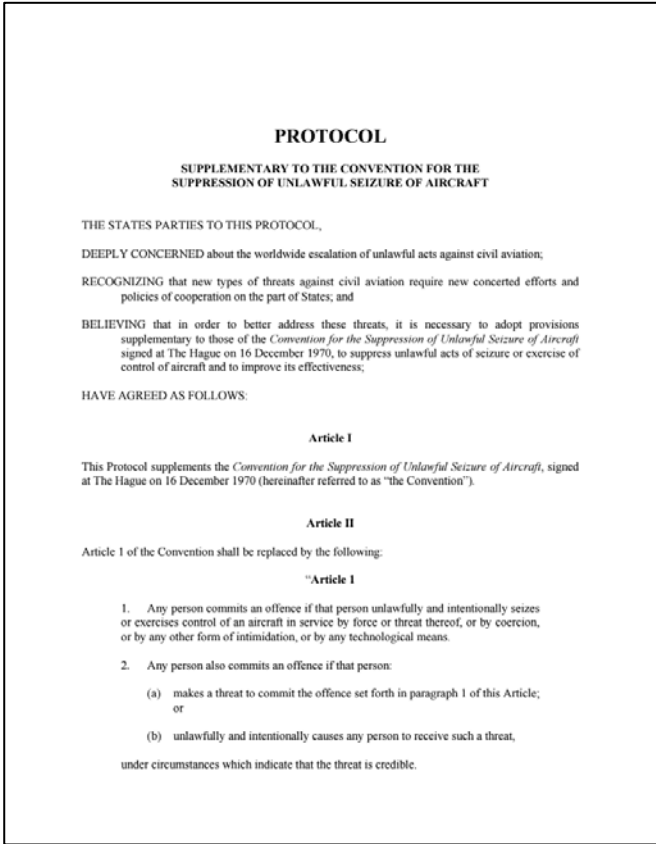 PROTOCOL
SUPPLEMENTARY TO THE CONVENTION FOR THE
SUPPRESSION OF UNLAWFUL SEIZURE OF AIRCRAFT
THE STATES PARTIES TO THIS PROTOCOL,
DEEPLY CONCERNED about the worldwide escalation of unlawful acts against civil aviation;
RECOGNIZING that new types of threats against civil aviation require new concerted efforts and
policies of cooperation on the part of States; and
BELIEVING that in order to better address these threats, it is necessary to adopt provisions
supplementary to those of the Convention for the Suppression of Unlawful Seizure of Aircraft
signed at The Hague on 16 December 1970, to suppress unlawful acts of seizure or exercise of
control of aircraft and to improve its effectiveness;
HAVE AGREED AS FOLLOWS:
Article I
This Protocol supplements the Convention for the Suppression of Unlawful Seizure of Aircraft, signed
at The Hague on 16 December 1970 (hereinafter referred to as “the Convention”).
Article II
Article 1 of the Convention shall be replaced by the following:
“Article 1
1. Any person commits an offence if that person unlawfully and intentionally seizes
or exercises control of an aircraft in service by force or threat thereof, or by coercion,
or by any other form of intimidation, or by any technological means.
2. Any person also commits an offence if that person:
(a) makes a threat to commit the offence set forth in paragraph 1 of this Article;
or
(b) unlawfully and intentionally causes any person to receive such a threat,
under circumstances which indicate that the threat is credible.